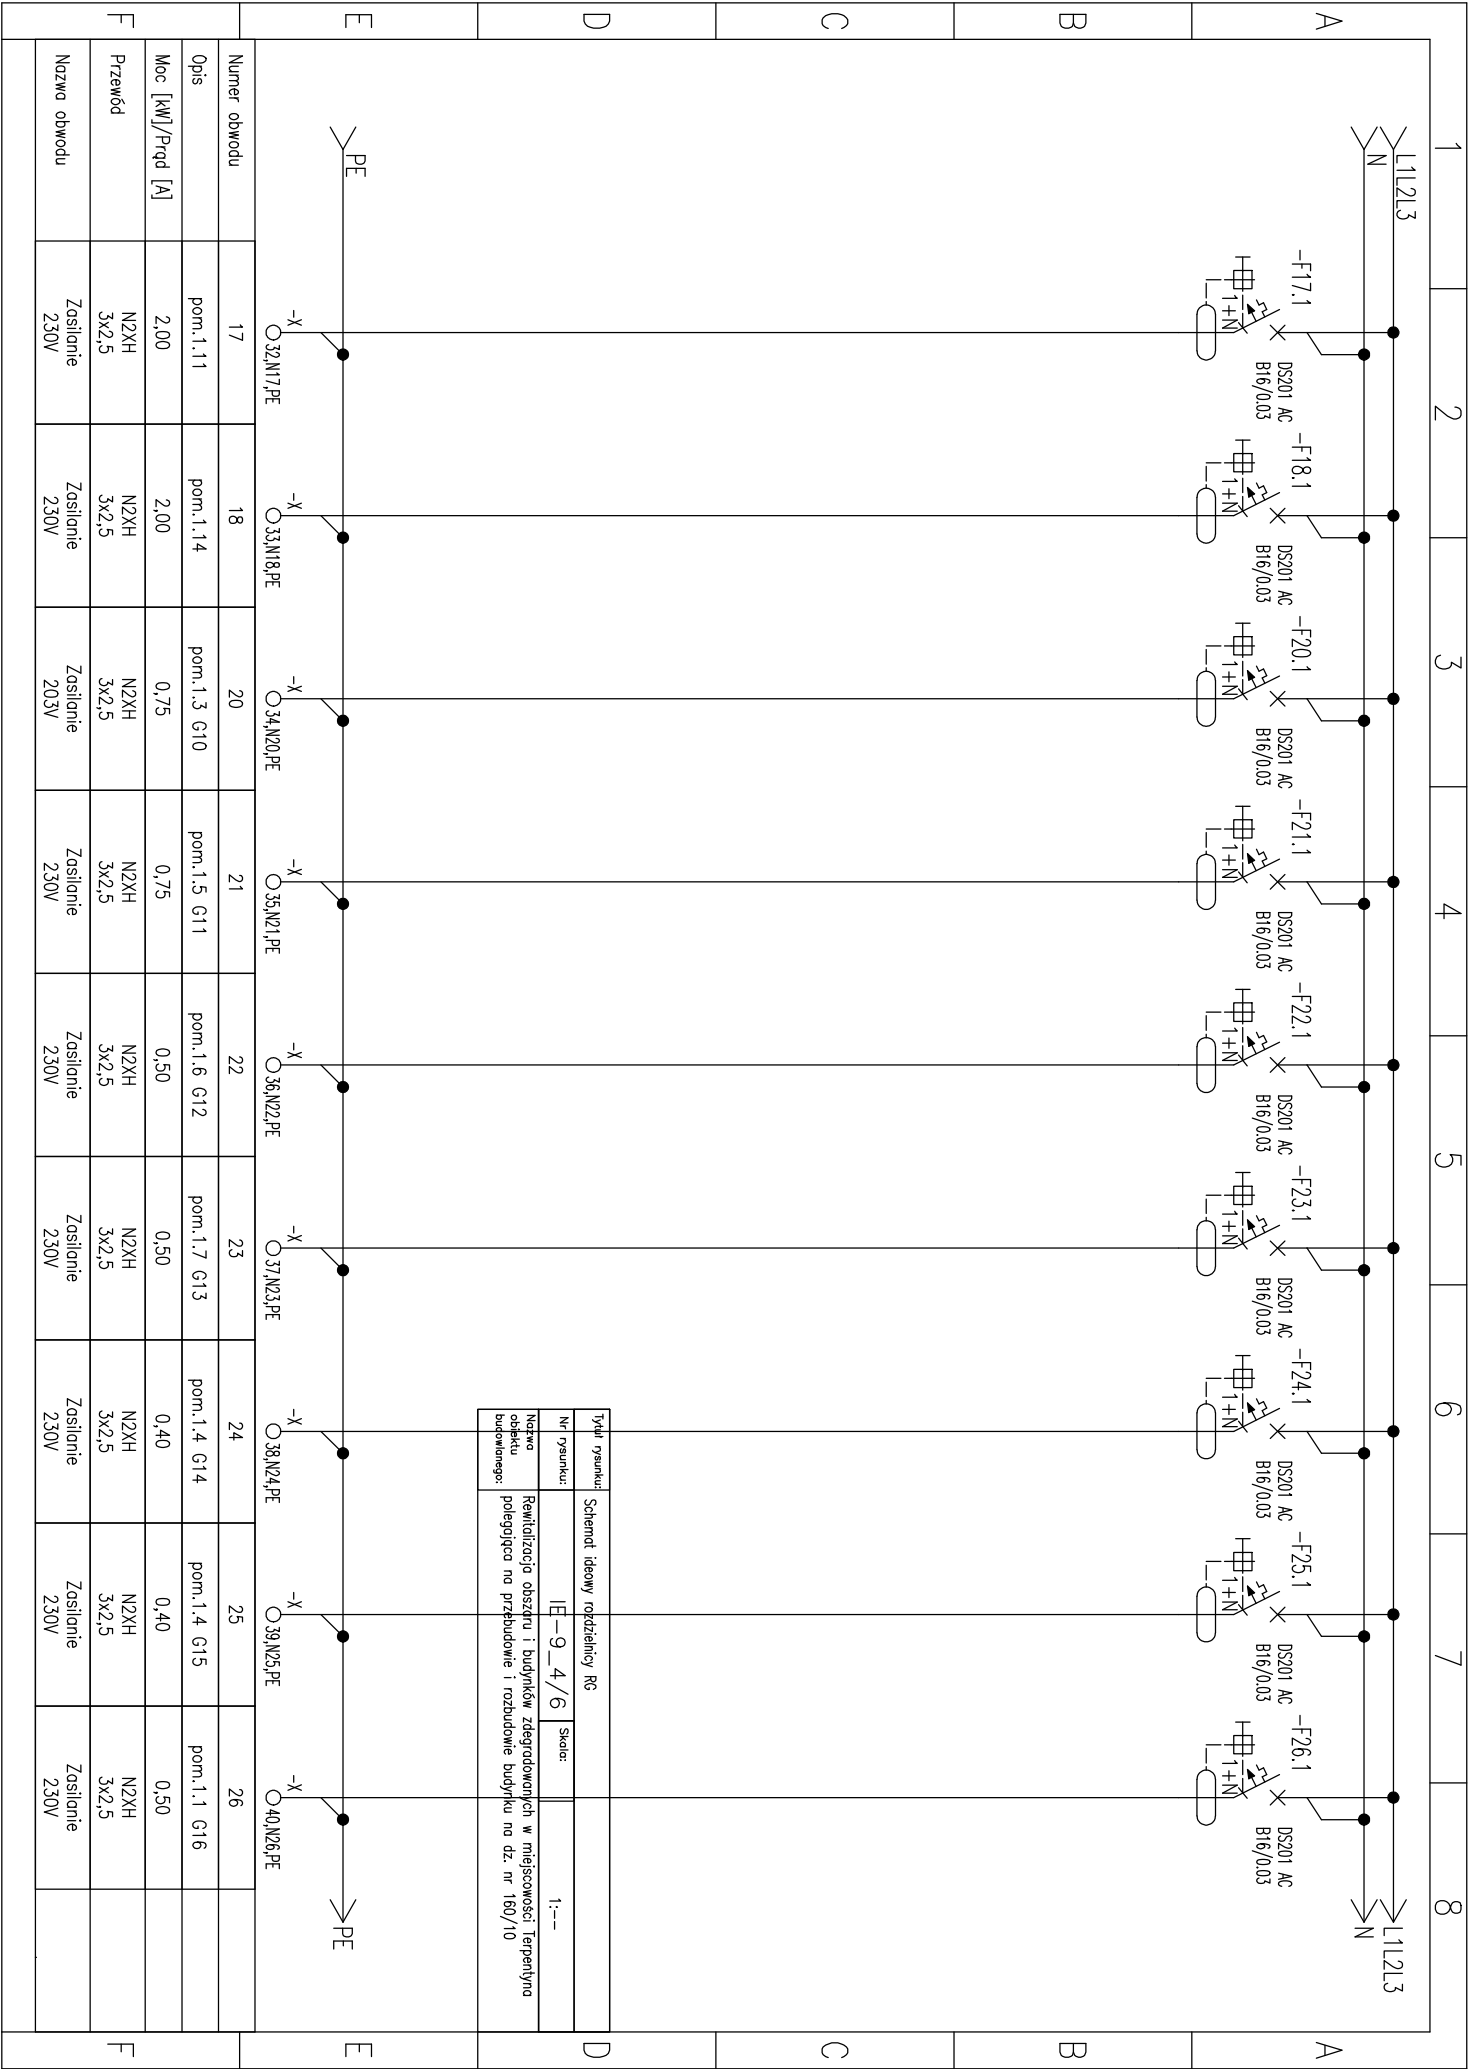 1 2 3 4 5 6 7 8
A A
L1L2L3 L1L2L3
N N
-F17.1 -F18.1 -F20.1 -F21.1 -F22.1 -F23.1 -F24.1 -F25.1 -F26.1
DS201 AC DS201 AC DS201 AC DS201 AC DS201 AC DS201 AC DS201 AC DS201 AC DS201 AC
B16/0.03 B16/0.03 B16/0.03 B16/0.03 B16/0.03 B16/0.03 B16/0.03 B16/0.03 B16/0.03
1+N 1+N 1+N 1+N 1+N 1+N 1+N 1+N 1+N
B B
C C
D D
Tytuł rysunku: Schemat ideowy rozdzielnicy RG
Nr rysunku: IE-9_4/6 Skala: 1:--
Nazwa
obiektu
budowlanego:
Rewitalizacja obszaru i budynków zdegradowanych w miejscowości Terpentyna
polegająca na przebudowie i rozbudowie budynku na dz. nr 160/10
E E
PE PE
-X -X -X -X -X -X -X -X -X
32,N17,PE 33,N18,PE 34,N20,PE 35,N21,PE 36,N22,PE 37,N23,PE 38,N24,PE 39,N25,PE 40,N26,PE
F F
Numer obwodu 17 18 20 21 22 23 24 25 26
Opis pom.1.11 pom.1.14 pom.1.3 G10 pom.1.5 G11 pom.1.6 G12 pom.1.7 G13 pom.1.4 G14 pom.1.4 G15 pom.1.1 G16
Moc [kW]/Prąd [A] 2,00 2,00 0,75 0,75 0,50 0,50 0,40 0,40 0,50
Przewód N2XH N2XH N2XH N2XH N2XH N2XH N2XH N2XH N2XH
3x2,5 3x2,5 3x2,5 3x2,5 3x2,5 3x2,5 3x2,5 3x2,5 3x2,5
Nazwa obwodu Zasilanie Zasilanie Zasilanie Zasilanie Zasilanie Zasilanie Zasilanie Zasilanie Zasilanie
230V 230V 203V 230V 230V 230V 230V 230V 230V